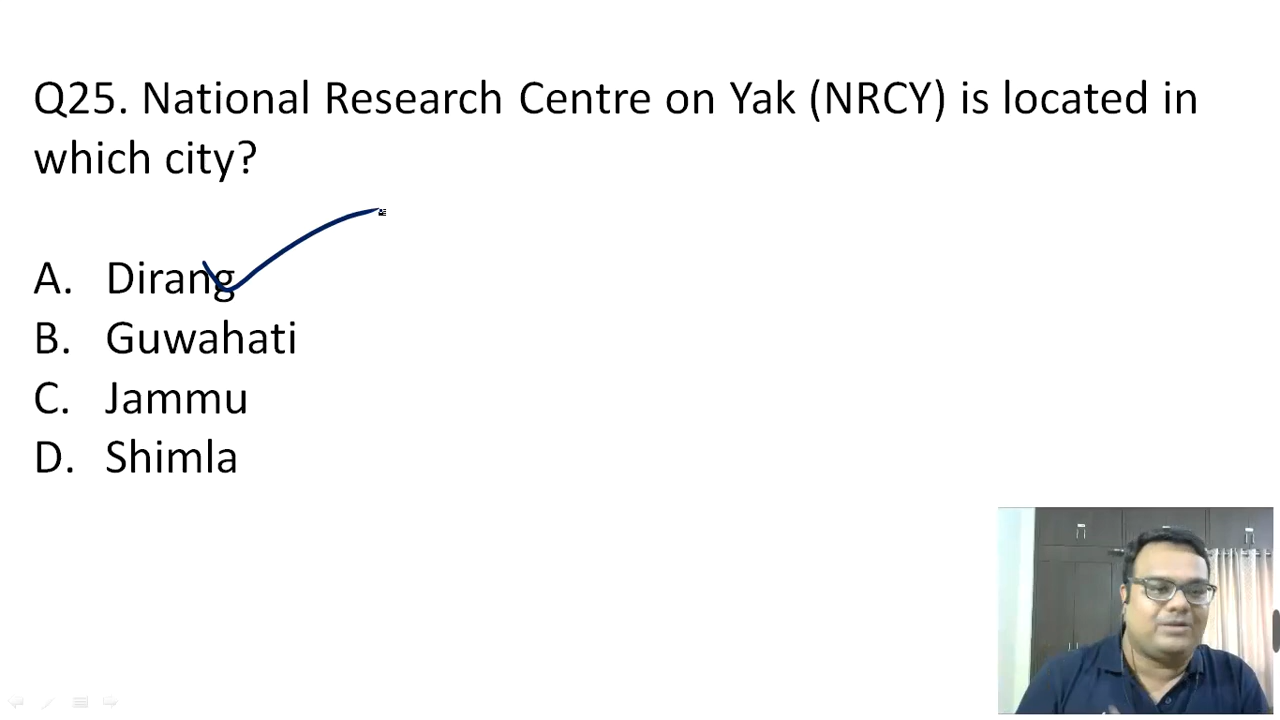 Q25. National Research Centre on Yak (NRCY) is located in
which city?
A. Dirang
B. Guwahati
C. Jammu
D. Shimla